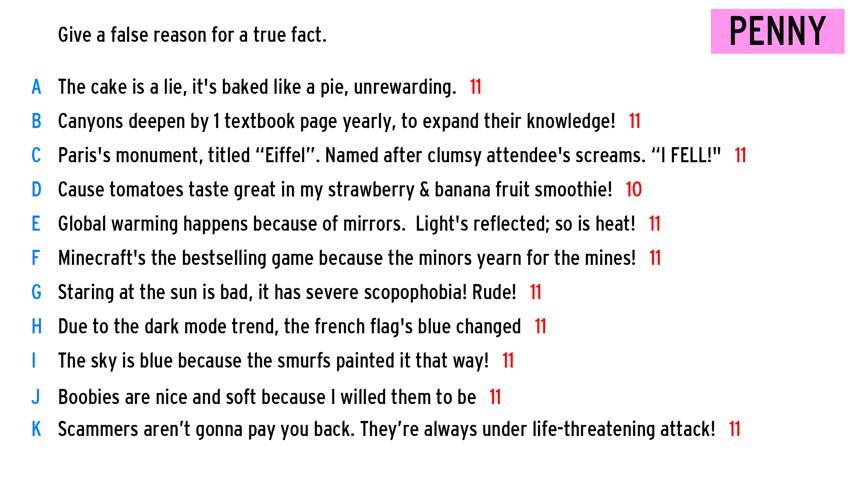 Give a false reason for a true fact.
PENNY
A The cake is a lie, it's baked like a pie, unrewarding. 11
B Canyons deepen by 1 textbook page yearly, to expand their knowledge! 11
C Paris's monument, titled “Eiffel”. Named after clumsy attendee's screams. “I FELL!" 11
D Cause tomatoes taste great in my strawberry & banana fruit smoothie! 10
E Global warming happens because of mirrors. Light's reflected; so is heat! 11
F Minecraft's the bestselling game because the minors yearn for the mines! 11
G Staring at the sun is bad, it has severe scopophobia! Rude! 11
H Due to the dark mode trend, the french flag's blue changed 11
I The sky is blue because the smurfs painted it that way! 11
J Boobies are nice and soft because I willed them to be 11
K Scammers aren’t gonna pay you back. They’re always under life-threatening attack! 11